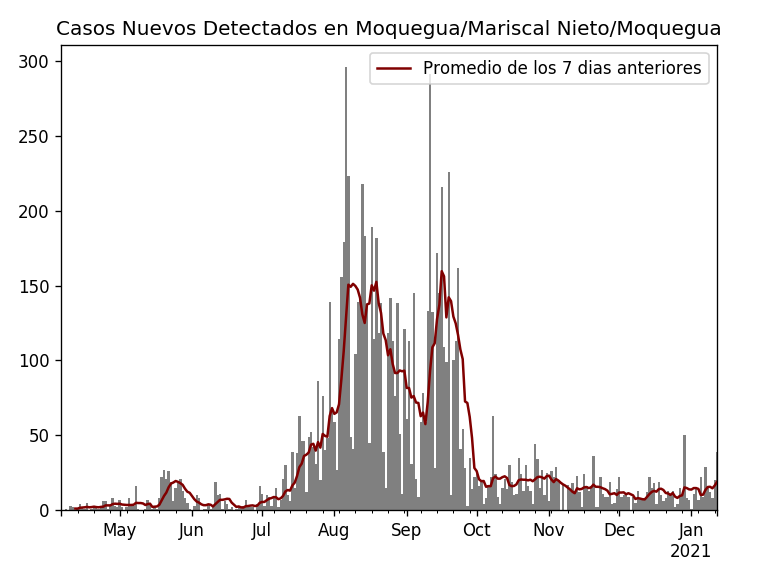 Casos Nuevos Detectados en Moquegua/Mariscal Nieto/Moquegua
Promedio de los 7 dias anteriores
300
250
200
150
100
50
0
May Jun Jul Aug Sep Oct Nov Dec Jan
2021